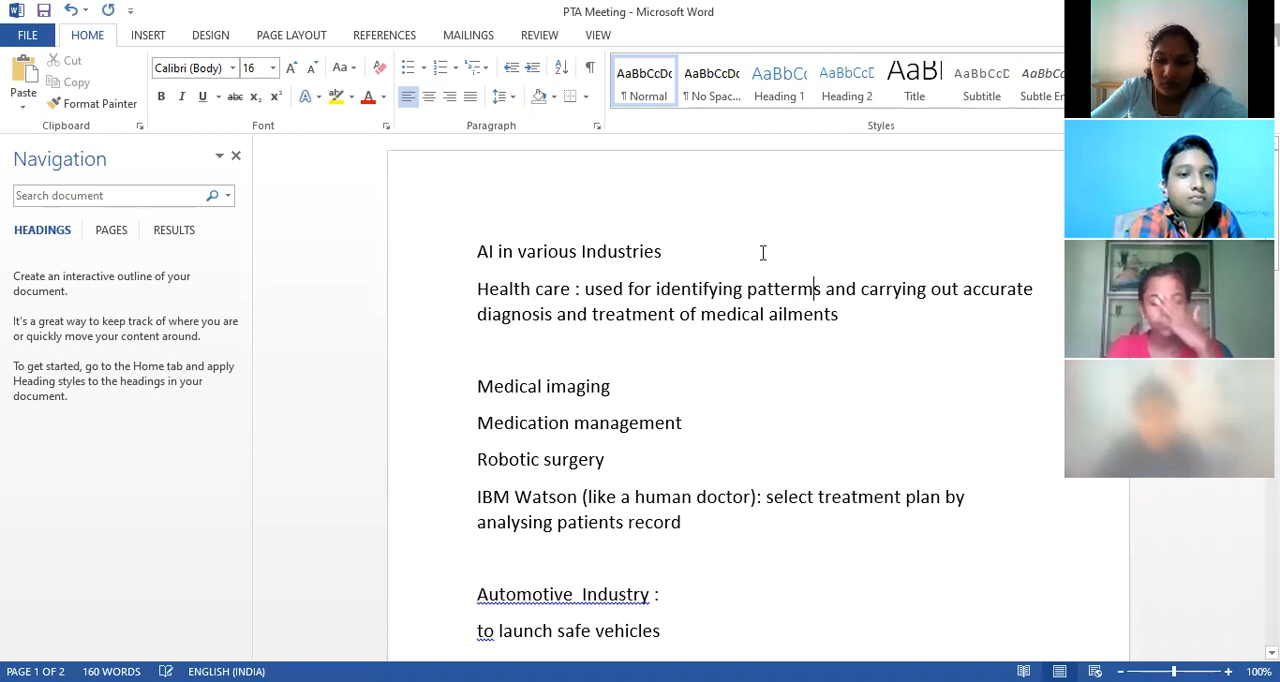 PTA Meeting - Microsoft Word
FILE HOME INSERT DESIGN PAGE LAYOUT REFERENCES MAILINGS REVIEW VIEW
Paste
Cut
Copy
Format Painter
Clipboard
Calibri (Body) 16
Font
Paragraph
AaBbCcDc AaBbCcDc AaBbCc AaBbCcE AaBl AaBbCcD AaBbCc
¶ Normal ¶ No Spac... Heading 1 Heading 2 Title Subtitle Subtle Em
Styles
Navigation
Search document
HEADINGS PAGES RESULTS
Create an interactive outline of your
document.
It's a great way to keep track of where you are
or quickly move your content around.
To get started, go to the Home tab and apply
Heading styles to the headings in your
document.
AI in various Industries
Health care : used for identifying patterms and carrying out accurate
diagnosis and treatment of medical ailments
Medical imaging
Medication management
Robotic surgery
IBM Watson (like a human doctor): select treatment plan by
analysing patients record
Automotive  Industry :
to launch safe vehicles
PAGE 1 OF 2 160 WORDS ENGLISH (INDIA) 100%